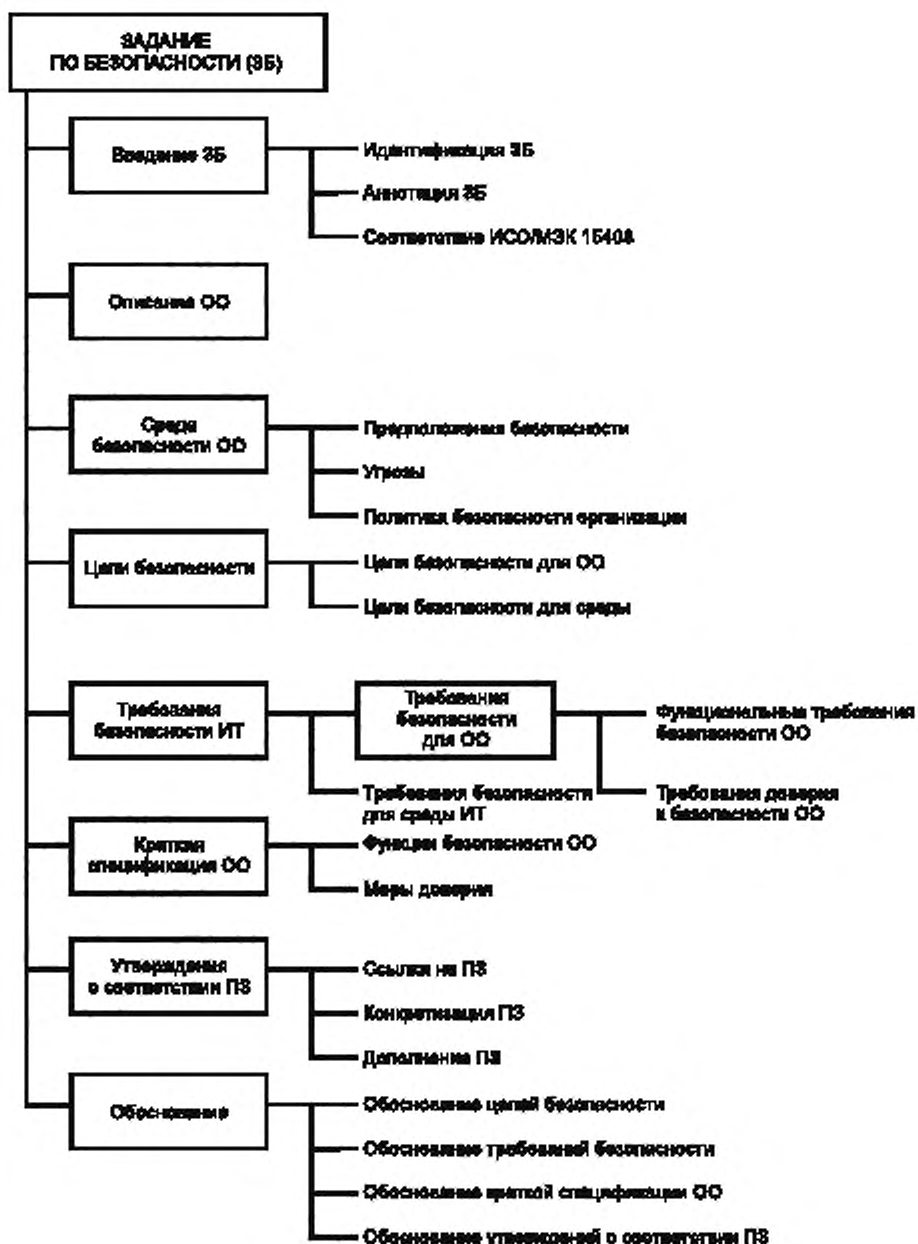 ЗАДАНИЕ
ПО БЕЗОПАСНОСТИ (ЗБ)
Введение ЗБ
Идентификация ЗБ
Аннотация ЗБ
Соответствие ИСО/МЭК 15408
Описание ОО
Среда
безопасности ОО
Предположения безопасности
Угрозы
Политика безопасности организации
Цели безопасности
Цели безопасности для ОО
Цели безопасности для среды
Требования
безопасности ИТ
Требования
безопасности
для ОО
Функциональные требования
безопасности ОО
Требования безопасности
для среды ИТ
Требования доверия
к безопасности ОО
Краткая
спецификация ОО
Функции безопасности ОО
Меры доверия
Утверждения
о соответствии ПЗ
Ссылка на ПЗ
Конкретизация ПЗ
Дополнение ПЗ
Обоснование
Обоснование целей безопасности
Обоснование требований безопасности
Обоснование краткой спецификации ОО
Обоснование утверждений о соответствии ПЗ